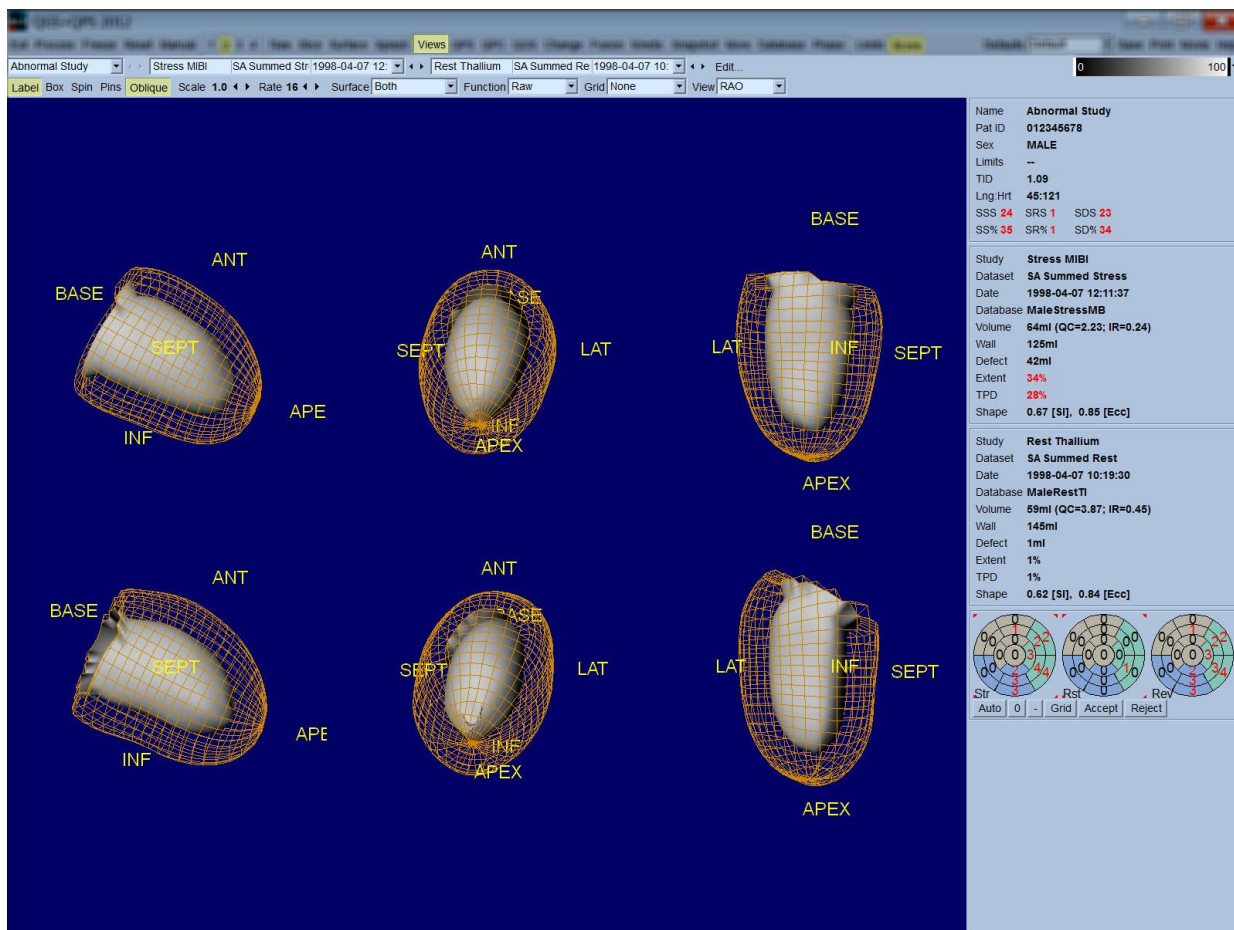 QGS+QPS 2012
Views
Abnormal Study Stress MIBI SA Summed Str 1998-04-07 12: Rest Thallium SA Summed Re 1998-04-07 10: Edit...
0 100
Label Box Spin Pins Oblique Scale 1.0 Rate 16 Surface Both Function Raw Grid None View RAO
BASE
ANT
ANT
BASE
SE
SEPT
SEPT
LAT
LAT
INF
SEPT
APE
INF
INF
APEX
APEX
BASE
ANT
ANT
BASE
BASE
SEPT
SEPT
LAT
LAT
INF
SEPT
APE
INF
INF
APEX
APEX
Name Abnormal Study
Pat ID 012345678
Sex MALE
Limits --
TID 1.09
Lng:Hrt 45:121
SSS 24 SRS 1 SDS 23
SS% 35 SR% 1 SD% 34
Study Stress MIBI
Dataset SA Summed Stress
Date 1998-04-07 12:11:37
Database MaleStressMB
Volume 64ml (QC=2.23; IR=0.24)
Wall 125ml
Defect 42ml
Extent 34%
TPD 28%
Shape 0.67 [SI], 0.85 [Ecc]
Study Rest Thallium
Dataset SA Summed Rest
Date 1998-04-07 10:19:30
Database MaleRestTl
Volume 59ml (QC=3.87; IR=0.45)
Wall 145ml
Defect 1ml
Extent 1%
TPD 1%
Shape 0.62 [SI], 0.84 [Ecc]
Str Rst Rev
Auto 0 - Grid Accept Reject